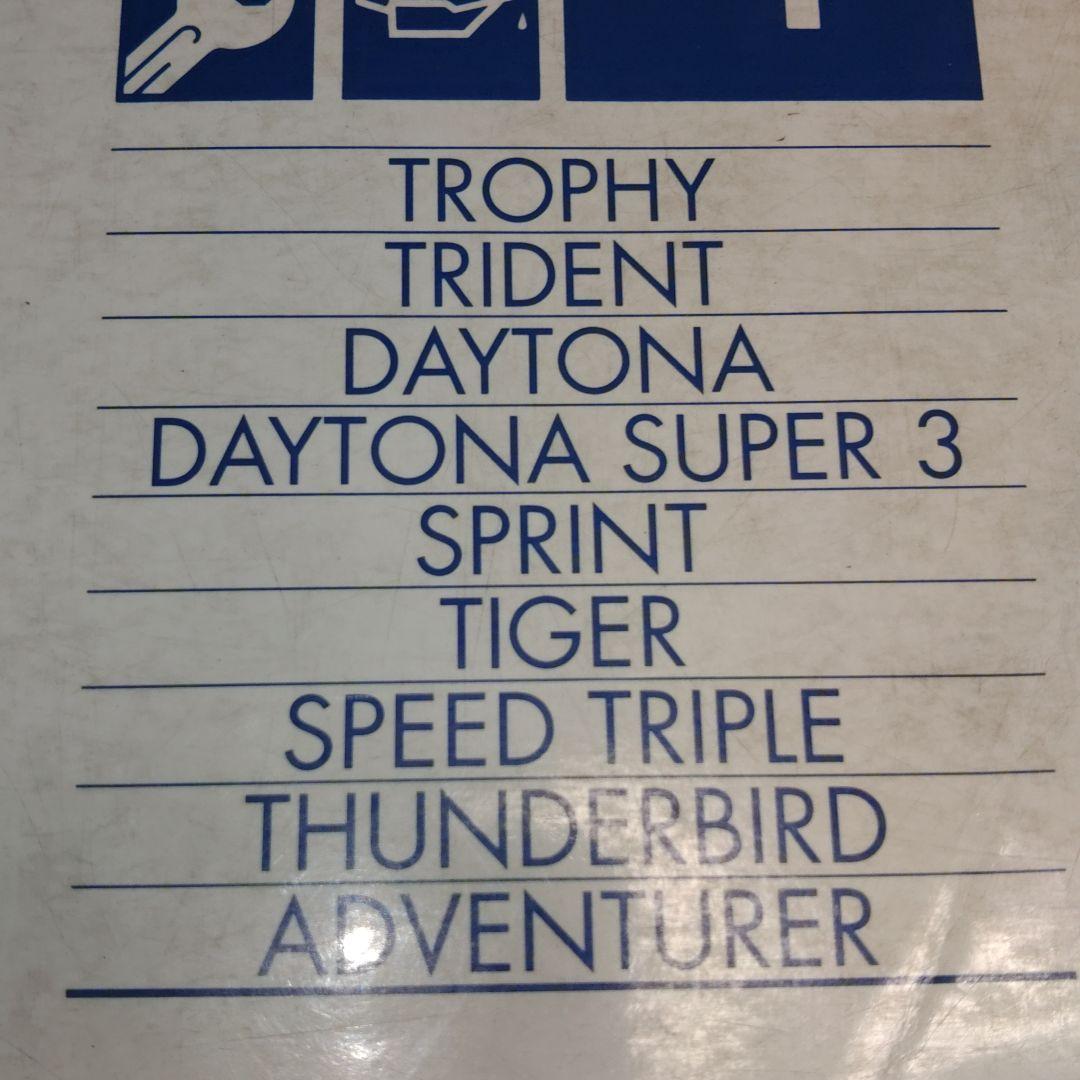 TROPHY
TRIDENT
DAYTONA
DAYTONA SUPER 3
SPRINT
TIGER
SPEED TRIPLE
THUNDERBIRD
ADVENTURER